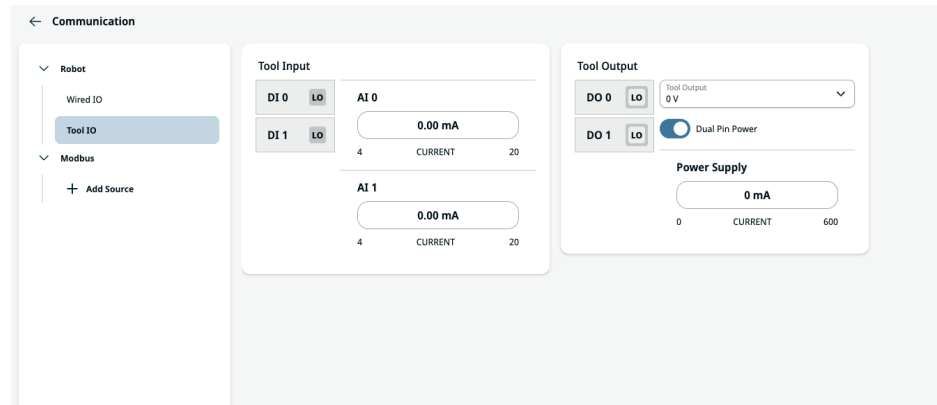 Communication
Robot
Wired IO
Tool IO
Modbus
Add Source
Tool Input
DI 0 LO
DI 1 LO
AI 0
0.00 mA
4 CURRENT 20
AI 1
0.00 mA
4 CURRENT 20
Tool Output
DO 0 LO
DO 1 LO
Tool Output
0 V
Dual Pin Power
Power Supply
0 mA
0 CURRENT 600